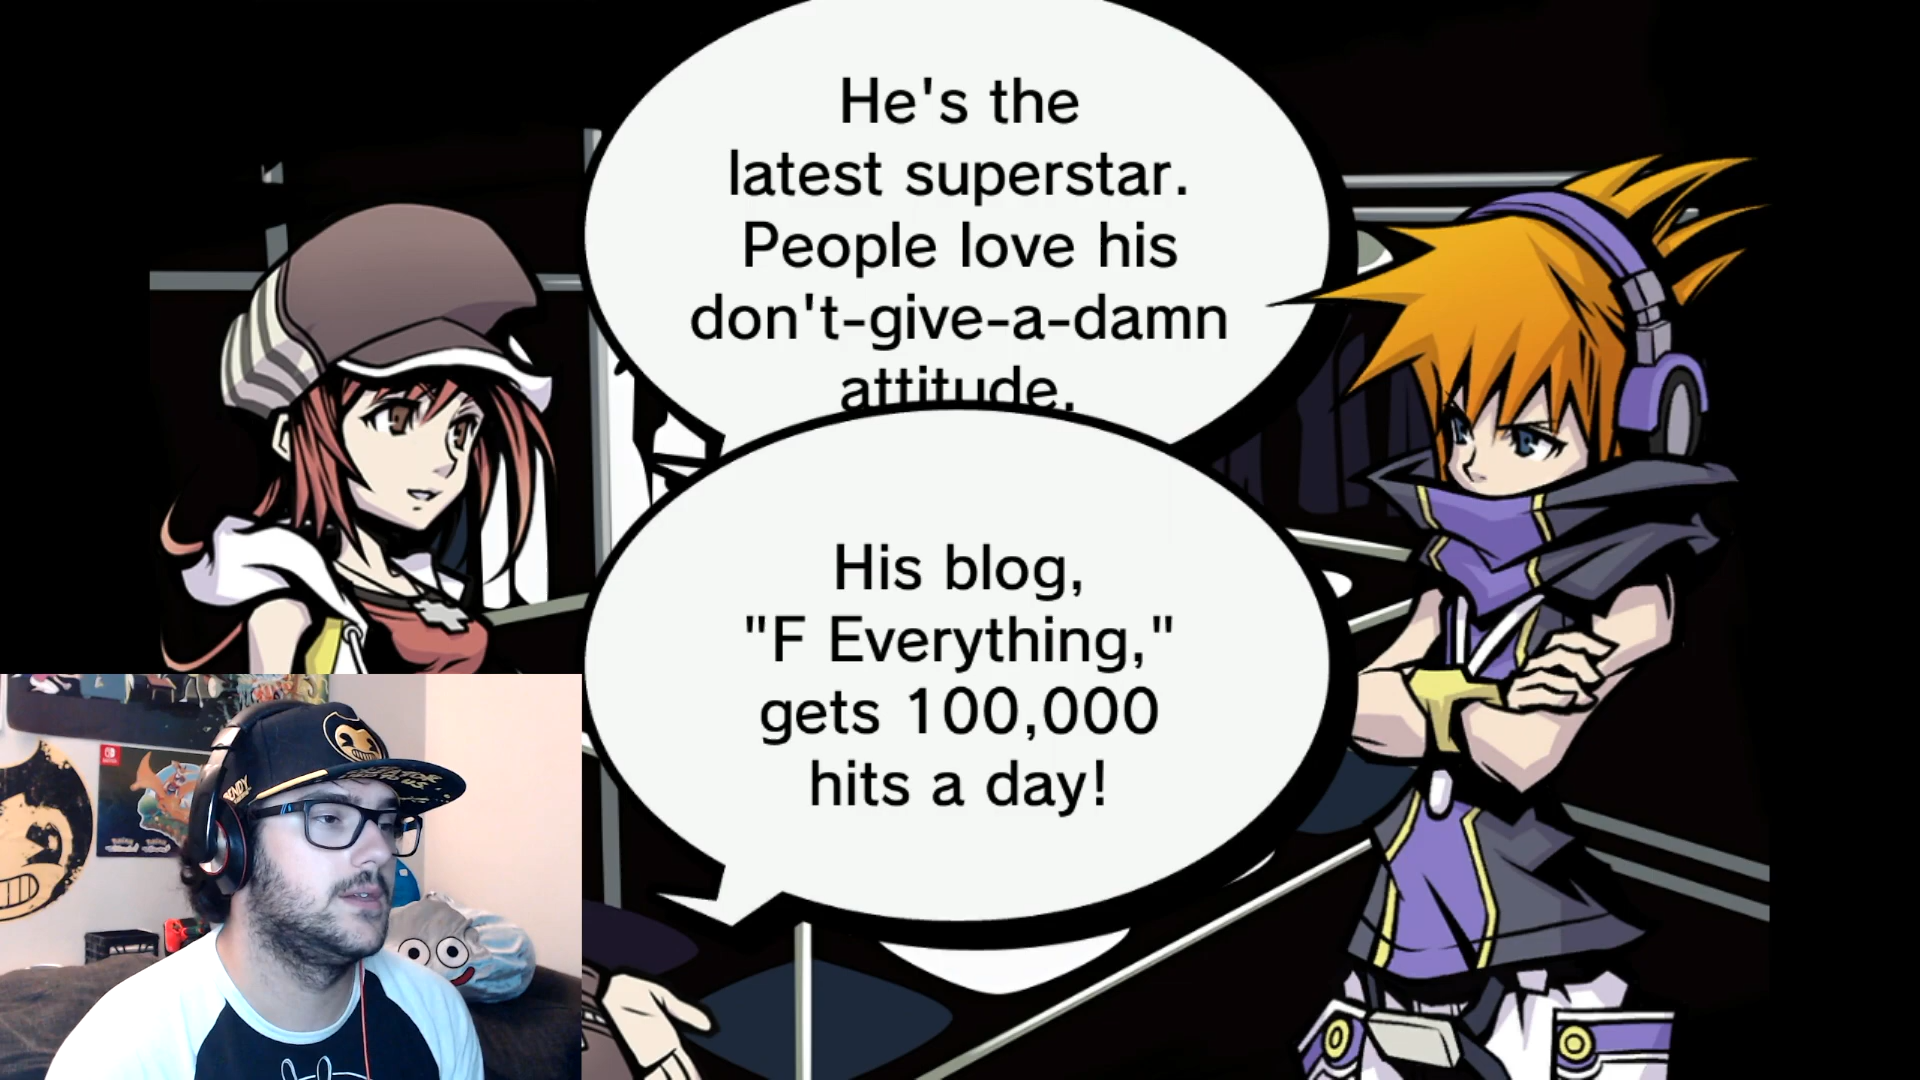 He's the
latest superstar.
People love his
don't-give-a-damn
attitude.
His blog,
"F Everything,"
gets 100,000
hits a day!